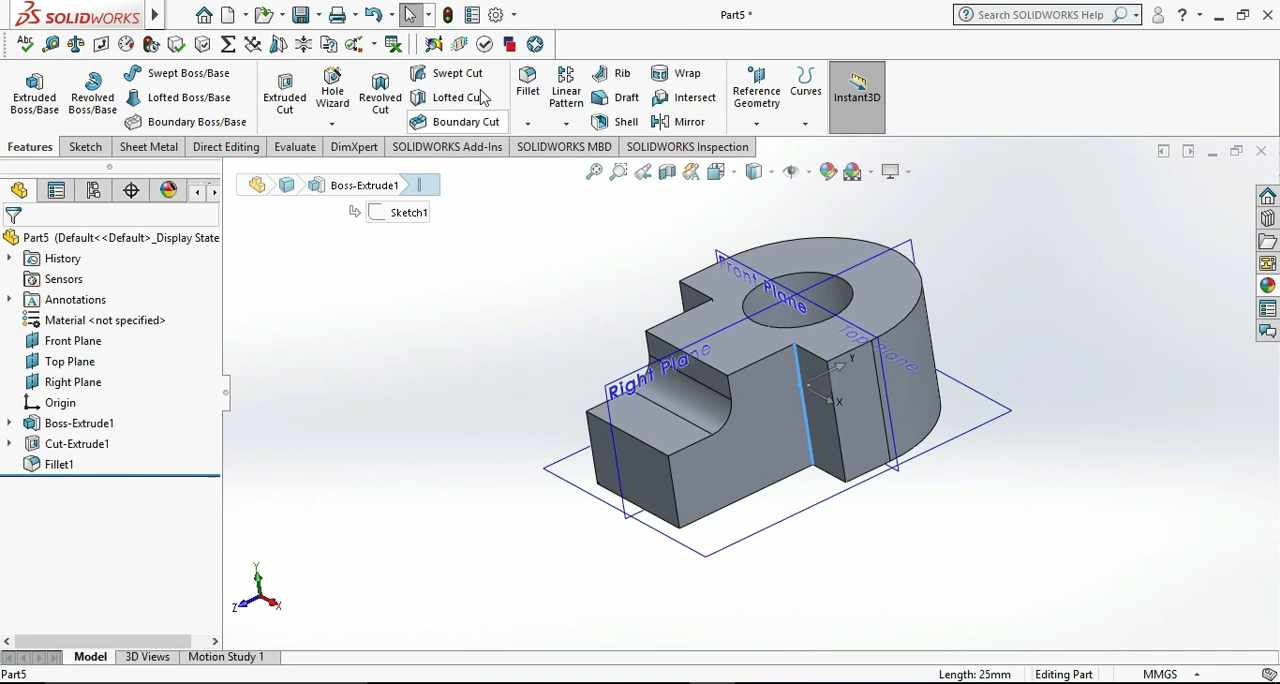 SOLIDWORKS
Part5 *
Search SOLIDWORKS Help
?
Abc
Extruded Boss/Base
Revolved Boss/Base
Swept Boss/Base
Lofted Boss/Base
Boundary Boss/Base
Extruded Cut
Hole Wizard
Revolved Cut
Swept Cut
Lofted Cu
Boundary Cut
Fillet
Linear Pattern
Rib
Draft
Shell
Wrap
Intersect
Mirror
Reference Geometry
Curves
Instant3D
Features
Sketch
Sheet Metal
Direct Editing
Evaluate
DimXpert
SOLIDWORKS Add-Ins
SOLIDWORKS MBD
SOLIDWORKS Inspection
Boss-Extrude1
Sketch1
Part5 (Default<<Default>_Display State
History
Sensors
Annotations
Material <not specified>
Front Plane
Top Plane
Right Plane
Origin
Boss-Extrude1
Cut-Extrude1
Fillet1
Front Plane
Right Plane
Top Plane
Y
X
Y
Z
X
Model
3D Views
Motion Study 1
Part5
Length: 25mm
Editing Part
MMGS